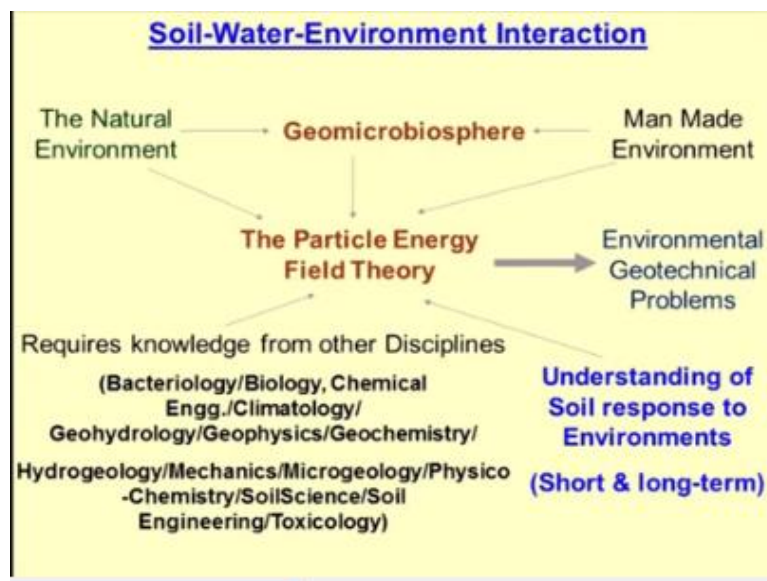 Soil-Water-Environment Interaction
The Natural
Environment
Geomicrobiosphere
Man Made
Environment
The Particle Energy
Field Theory
Environmental
Geotechnical
Problems
Requires knowledge from other Disciplines
(Bacteriology/Biology, Chemical
Engg./Climatology/
Geohydrology/Geophysics/Geochemistry/
Hydrogeology/Mechanics/Microgeology/Physico
-Chemistry/SoilScience/Soil
Engineering/Toxicology)
Understanding of
Soil response to
Environments
(Short & long-term)